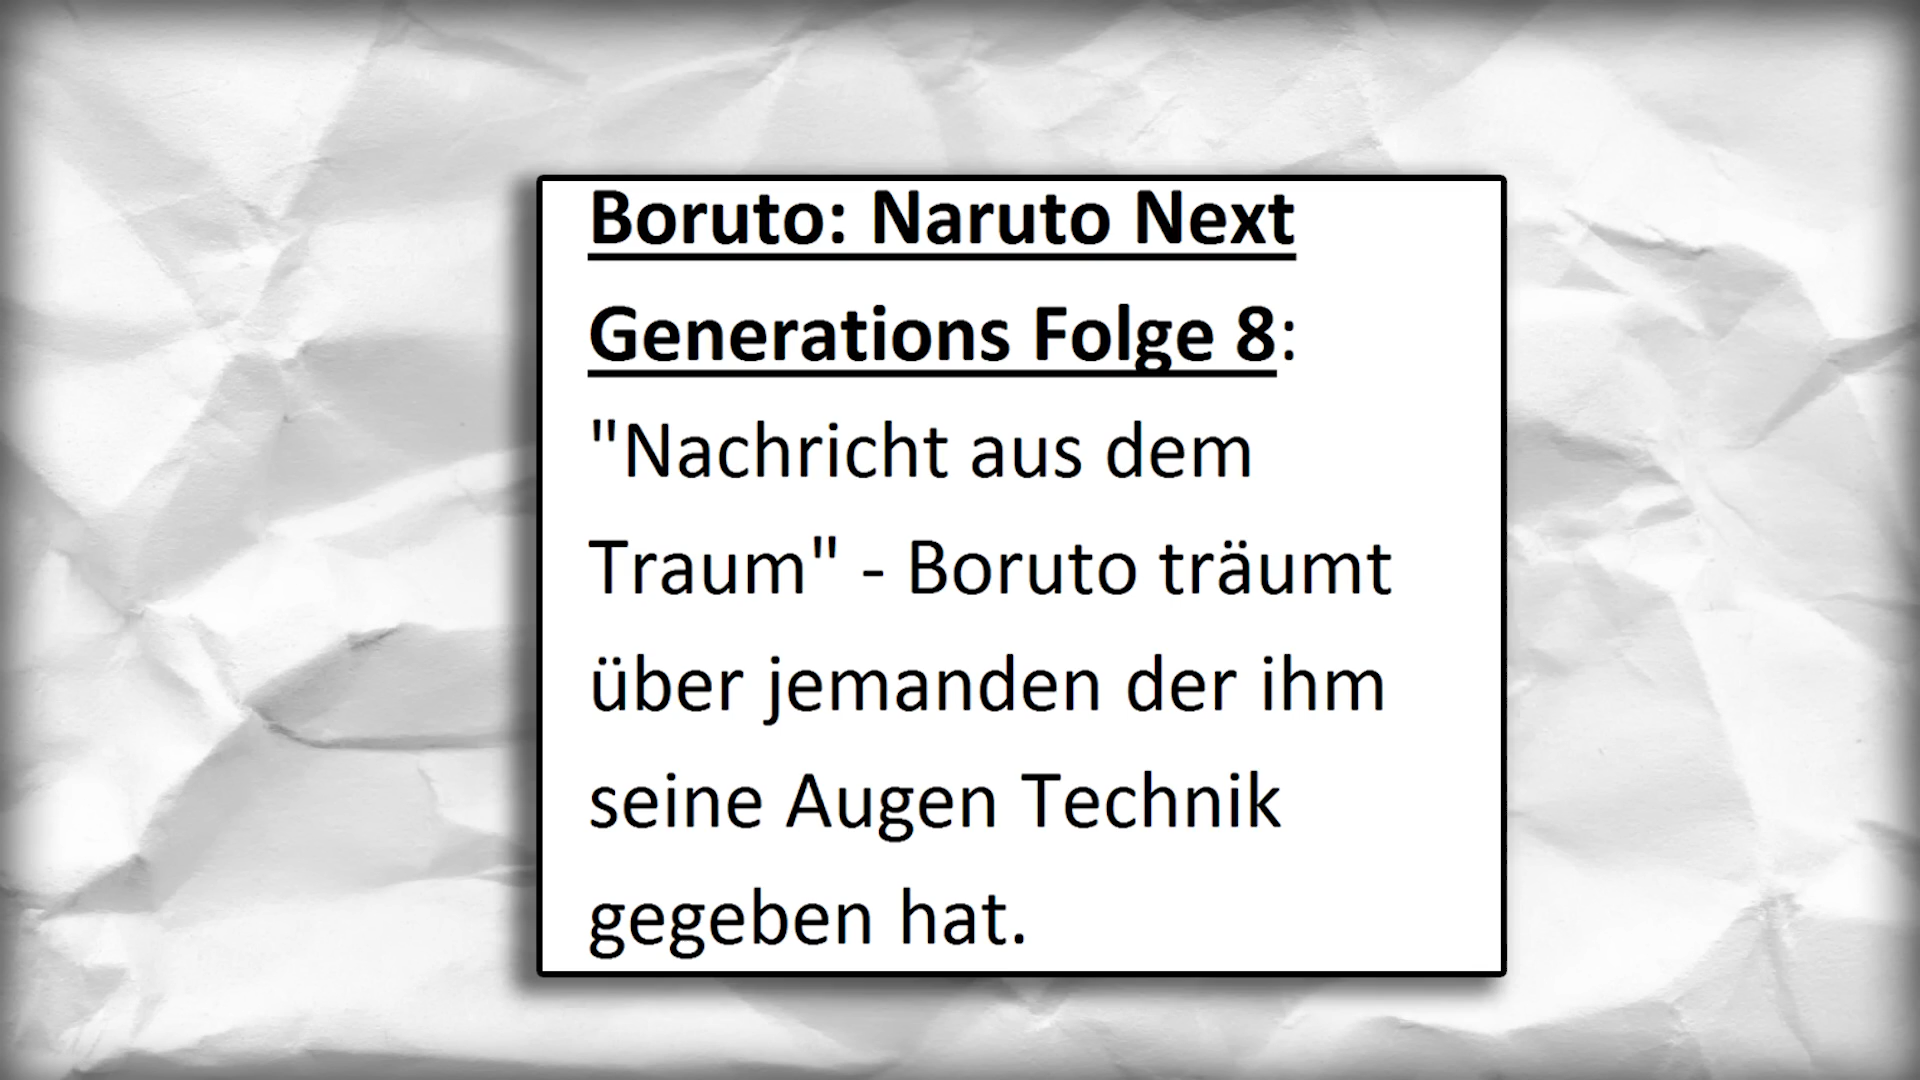 Boruto: Naruto Next
Generations Folge 8:
"Nachricht aus dem
Traum" - Boruto träumt
über jemanden der ihm
seine Augen Technik
gegeben hat.